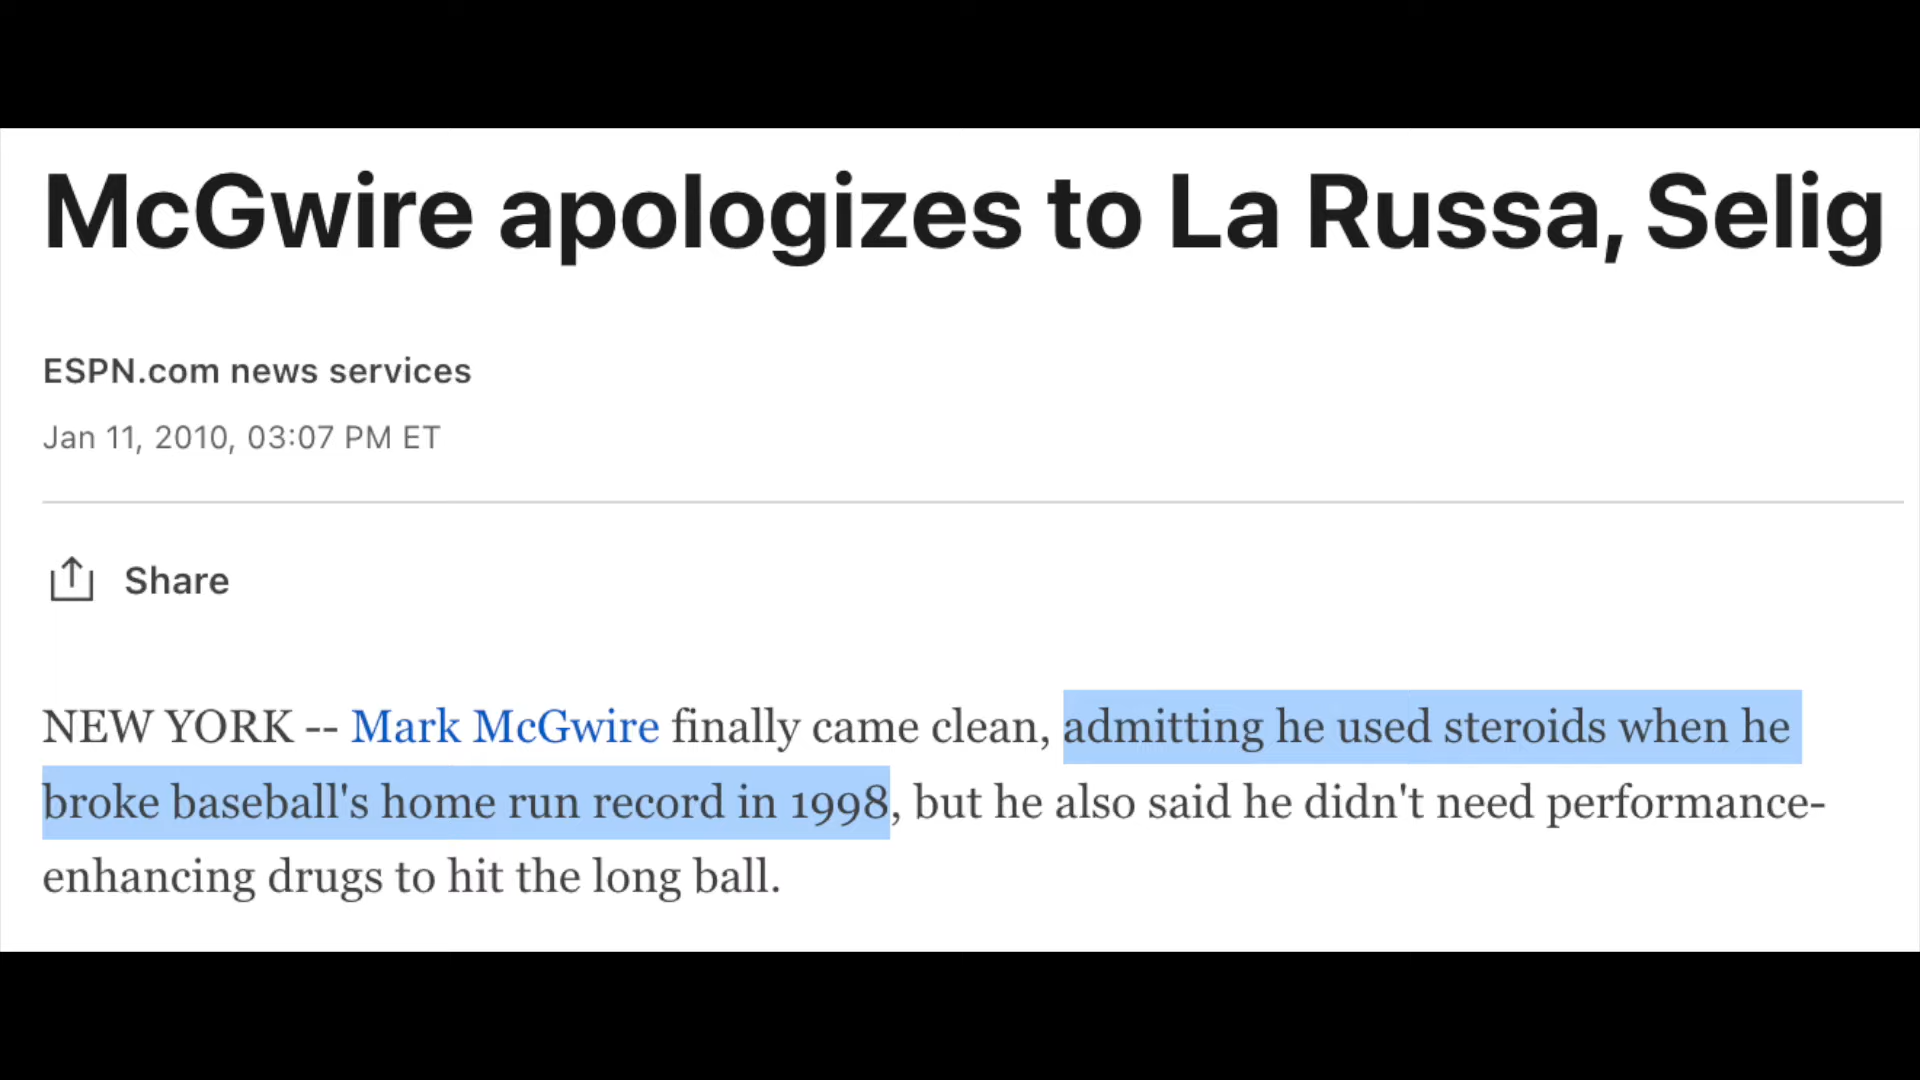 McGwire apologizes to La Russa, Selig
ESPN.com news services
Jan 11, 2010, 03:07 PM ET
Share
NEW YORK -- Mark McGwire finally came clean, admitting he used steroids when he
broke baseball's home run record in 1998, but he also said he didn't need performance-
enhancing drugs to hit the long ball.